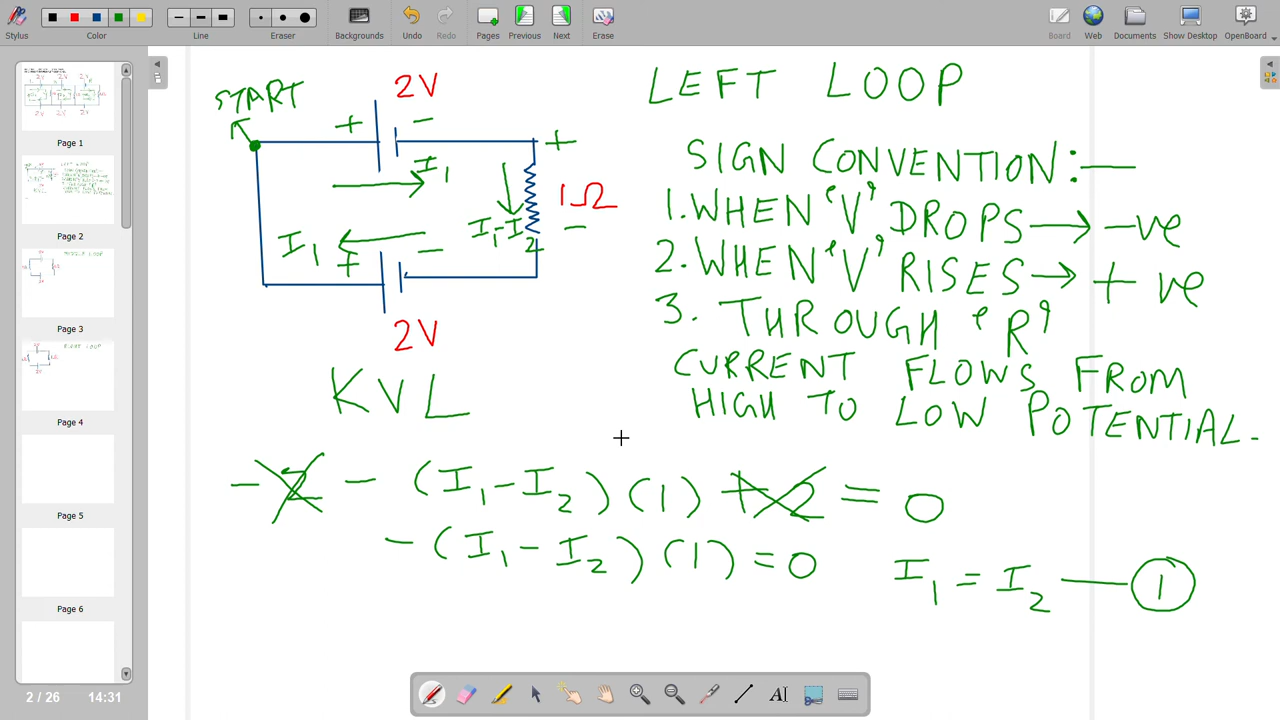 Stylus
Color
Line
Eraser
Backgrounds
Undo
Redo
Pages
Previous
Next
Erase
Board
Web
Documents
Show Desktop
OpenBoard
Page 1
Page 2
Page 3
Page 4
Page 5
Page 6
2 / 26
14:31
START
2V
+ -
I1
+
1Ω
-
I1-I2
I1
+ -
2V
KVL
LEFT LOOP
SIGN CONVENTION:—
1. WHEN 'V' DROPS → -ve
2. WHEN 'V' RISES → + ve
3. THROUGH 'R'
CURRENT FLOWS FROM
HIGH TO LOW POTENTIAL.
- 2 - (I1-I2)(1) +2 = 0
-(I1-I2)(1) = 0
I1 = I2 — 1